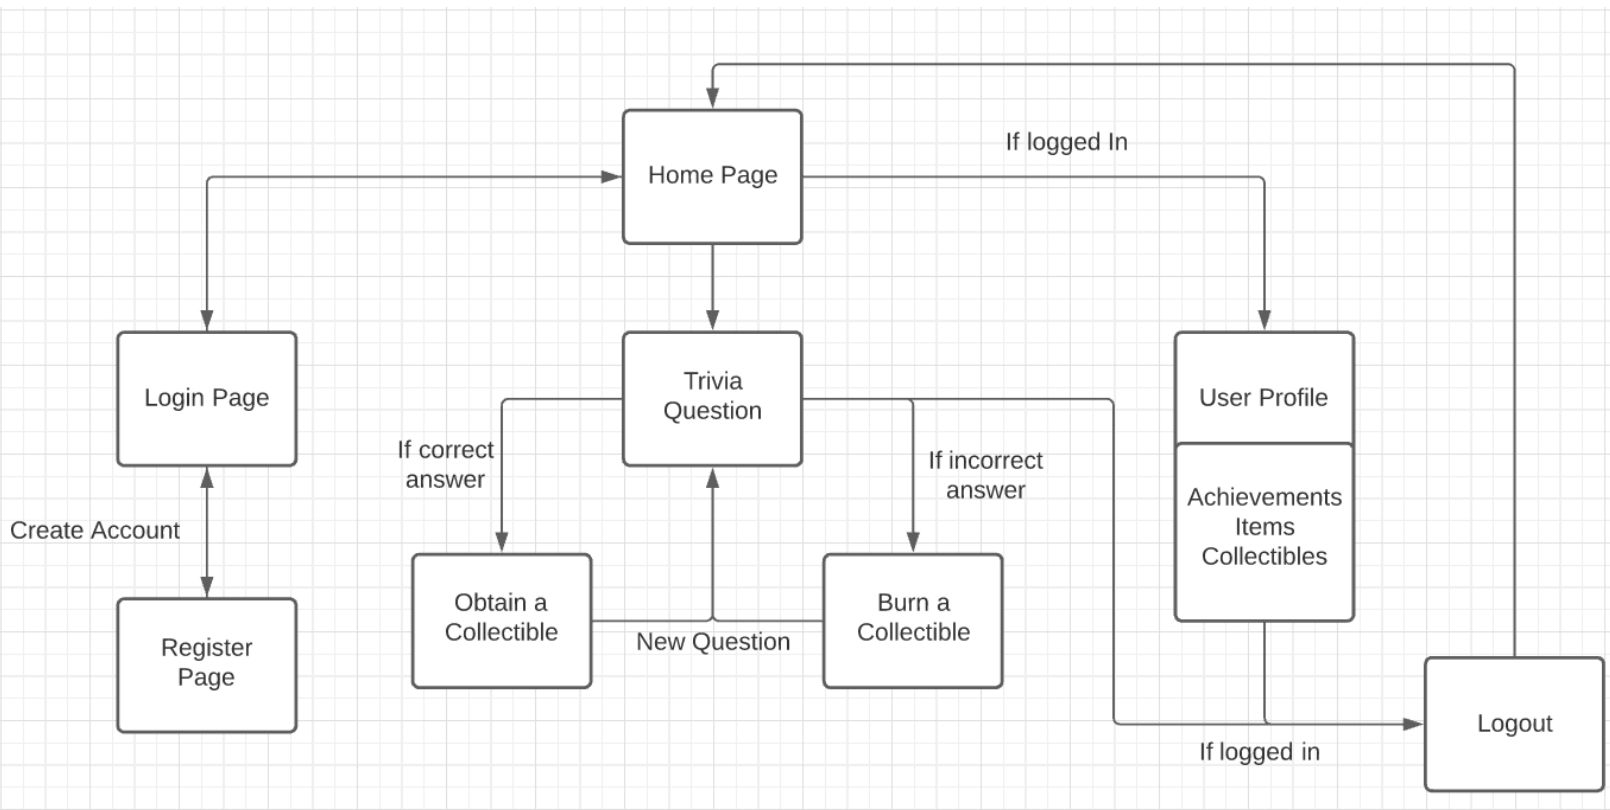 If logged In
Home Page
Login Page
Trivia
Question
User Profile
If correct
answer
If incorrect
answer
Achievements
Items
Collectibles
Create Account
Obtain a
Collectible
Burn a
Collectible
New Question
Register
Page
Logout
If logged in